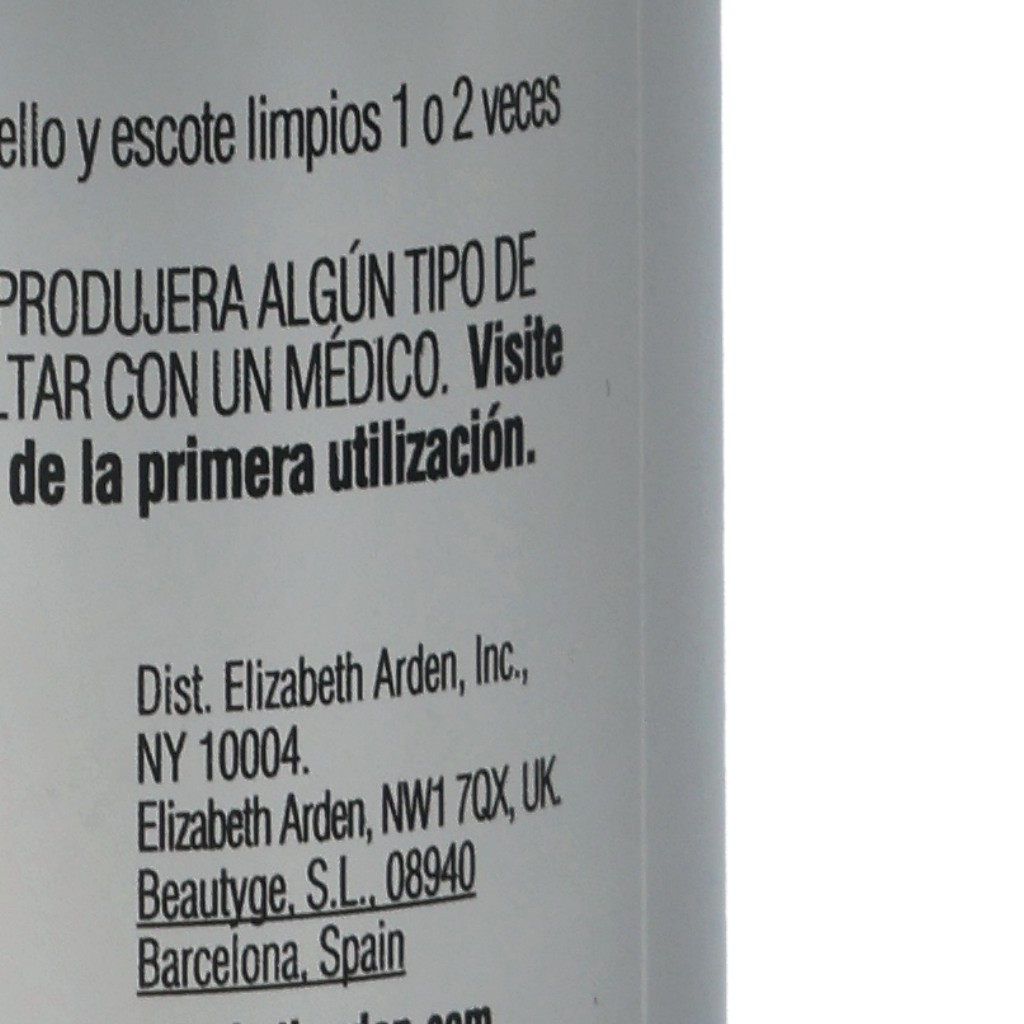 ello y escote limpios 1 o 2 veces
PRODUJERA ALGÚN TIPO DE
LTAR CON UN MÉDICO. Visite
de la primera utilización.
Dist. Elizabeth Arden, Inc.,
NY 10004.
Elizabeth Arden, NW1 7QX, UK.
Beautyge, S.L., 08940
Barcelona, Spain